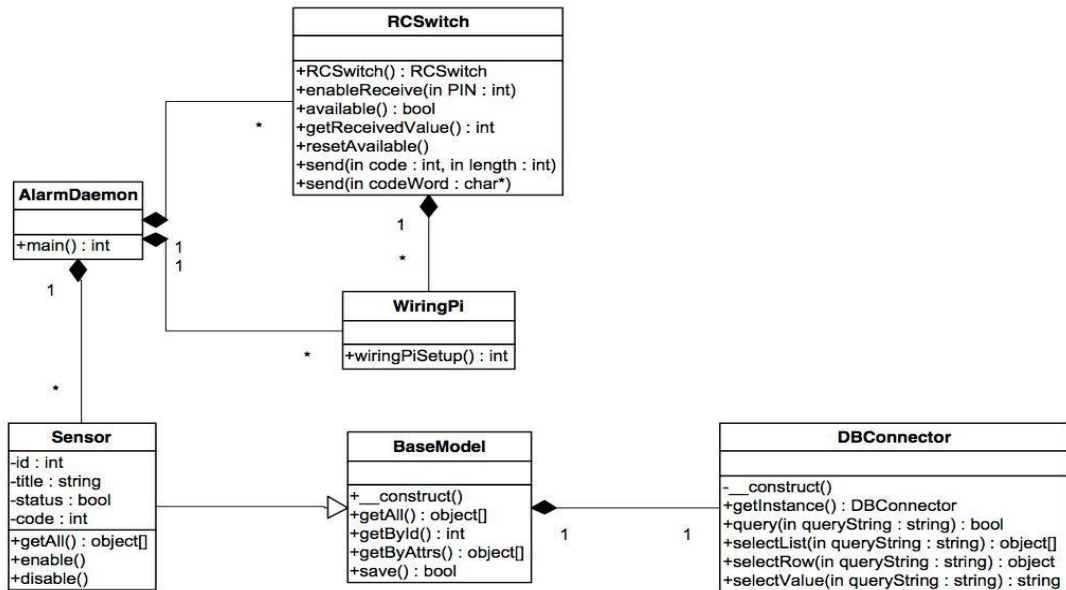 RCSwitch
+RCSwitch() : RCSwitch
+enableReceive(in PIN : int)
+available() : bool
+getReceivedValue() : int
+resetAvailable()
+send(in code : int, in length : int)
+send(in codeWord : char*)
*
AlarmDaemon
+main() : int
1
1
1
*
1
*
WiringPi
+wiringPiSetup() : int
*
*
Sensor
-id : int
-title : string
-status : bool
-code : int
+getAll() : object[]
+enable()
+disable()
BaseModel
+__construct()
+getAll() : object[]
+getById() : int
+getByAttrs() : object[]
+save() : bool
1
1
DBConnector
-__construct()
+getInstance() : DBConnector
+query(in queryString : string) : bool
+selectList(in queryString : string) : object[]
+selectRow(in queryString : string) : object
+selectValue(in queryString : string) : string